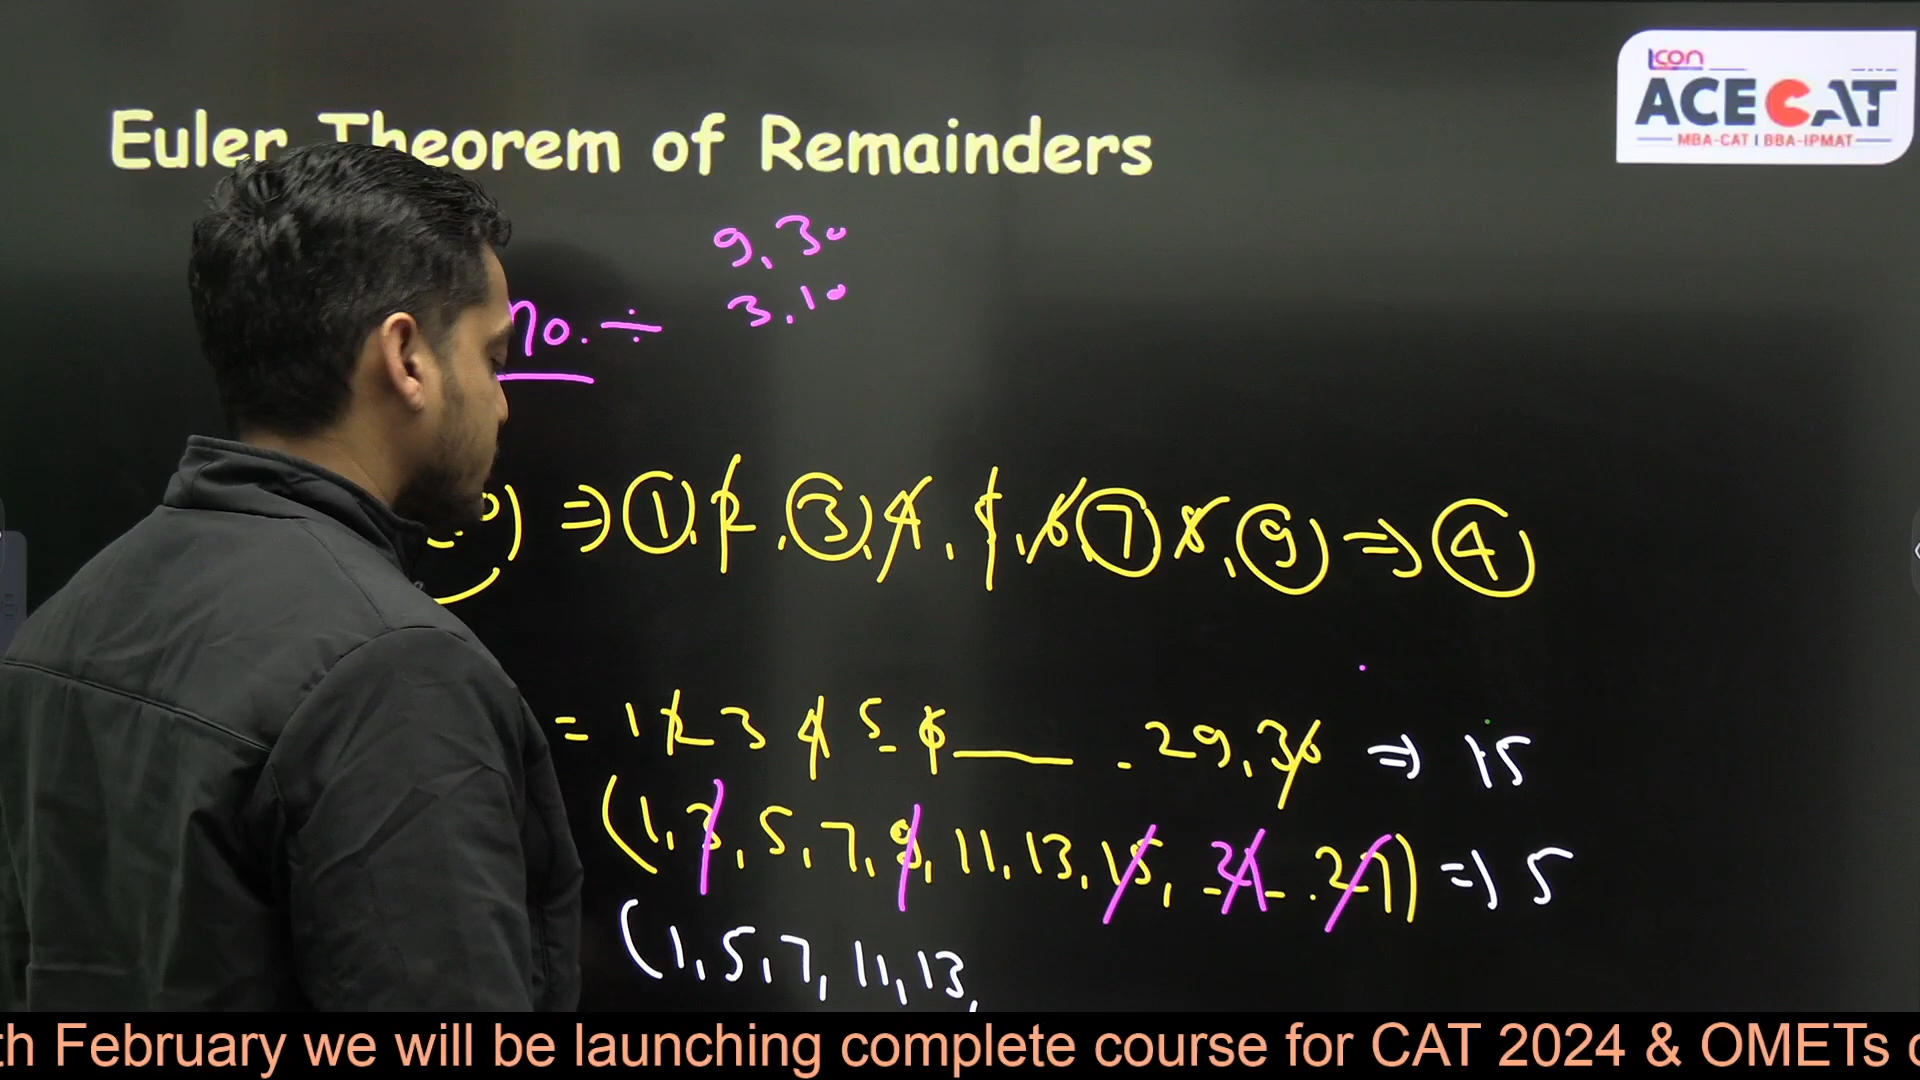 Icon
ACE CAT
MBA-CAT | BBA-IPMAT
Euler Theorem of Remainders
9, 30
no. ÷ 3, 10
) ⇒ 1, 2, 3, 4, 5, 6, 7, 8, 9 ⇒ 4
= 1 2 3 4 5 6 — 29, 30 ⇒ 15
(1, 3, 5, 7, 9, 11, 13, 15, 21 . 27) ⇒ 5
(1, 5, 7, 11, 13,
th February we will be launching complete course for CAT 2024 & OMETs